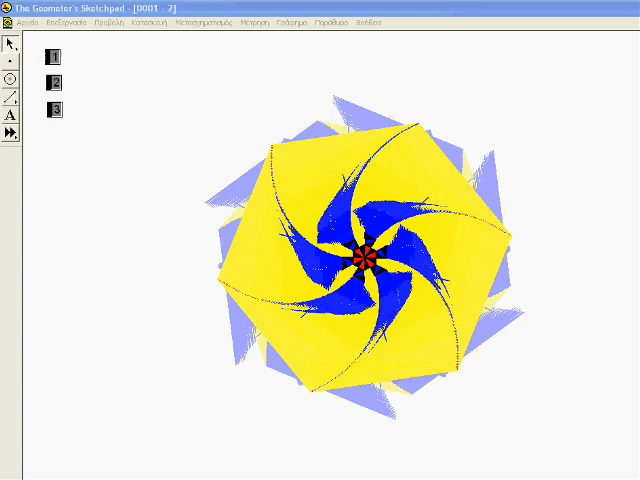 The Geometer's Sketchpad - [0001 - 2]
Αρχείο Επεξεργασία Προβολή Κατασκευή Μετασχηματισμός Μέτρηση Γράφημα Παράθυρο Βοήθεια
1
2
A
3